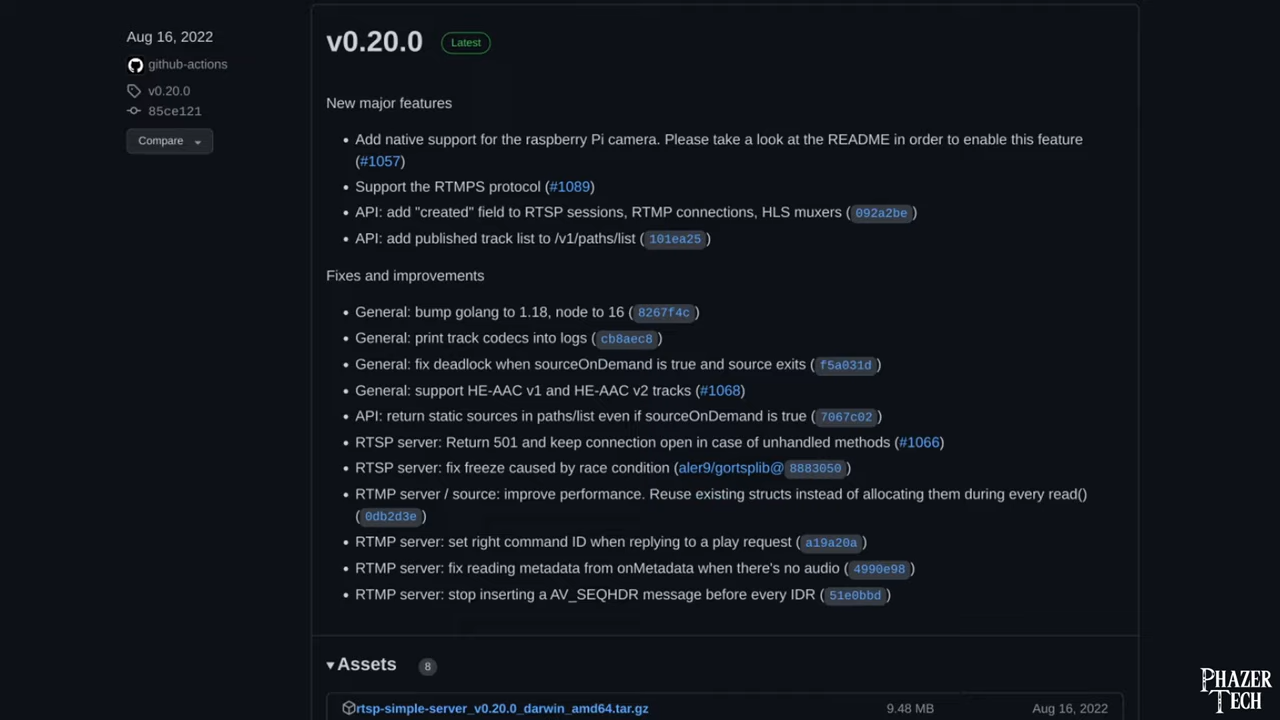 Aug 16, 2022
github-actions
v0.20.0
85ce121
Compare
v0.20.0 Latest
New major features
• Add native support for the raspberry Pi camera. Please take a look at the README in order to enable this feature
(#1057)
• Support the RTMPS protocol (#1089)
• API: add "created" field to RTSP sessions, RTMP connections, HLS muxers (092a2be)
• API: add published track list to /v1/paths/list (101ea25)
Fixes and improvements
• General: bump golang to 1.18, node to 16 (8267f4c)
• General: print track codecs into logs (cb8aec8)
• General: fix deadlock when sourceOnDemand is true and source exits (f5a031d)
• General: support HE-AAC v1 and HE-AAC v2 tracks (#1068)
• API: return static sources in paths/list even if sourceOnDemand is true (7067c02)
• RTSP server: Return 501 and keep connection open in case of unhandled methods (#1066)
• RTSP server: fix freeze caused by race condition (aler9/gortsplib@8883050)
• RTMP server / source: improve performance. Reuse existing structs instead of allocating them during every read()
(0db2d3e)
• RTMP server: set right command ID when replying to a play request (a19a20a)
• RTMP server: fix reading metadata from onMetadata when there's no audio (4990e98)
• RTMP server: stop inserting a AV_SEQHDR message before every IDR (51e0bbd)
Assets 8
rtsp-simple-server_v0.20.0_darwin_amd64.tar.gz 9.48 MB Aug 16, 2022
PHAZER
TECH